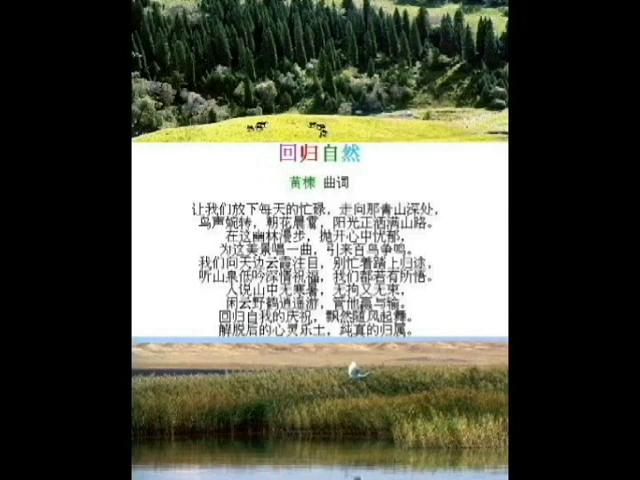 回归自然
黄楝 曲词
让我们放下每天的忙碌，走向那青山深处，
鸟声婉转，朝花晨露，阳光正洒满山路。
在这幽林漫步，抛开心中忧郁，
为这美景唱一曲，引来百鸟争鸣。
我们向天边云霞注目，别忙着踏上归途，
听山泉低吟深情祝福，我们都若有所悟。
人说山中无寒暑，无拘又无束，
闲云野鹤逍遥游，管他赢与输。
回归自我的庆祝，飘然随风起舞。
解脱后的心灵乐土，纯真的归属。